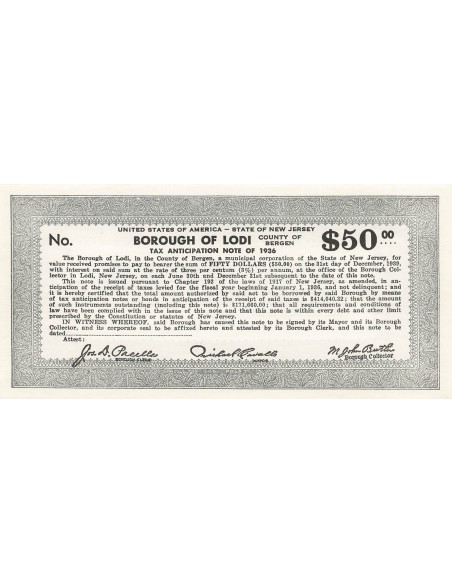 UNITED STATES OF AMERICA — STATE OF NEW JERSEY
No. BOROUGH OF LODI COUNTY OF BERGEN $50 00
TAX ANTICIPATION NOTE OF 1936
The Borough of Lodi, in the County of Bergen, a municipal corporation of the State of New Jersey, for
value received promises to pay to bearer the sum of FIFTY DOLLARS ($50.00) on the 31st day of December, 1939,
with interest on said sum at the rate of three per centum (3%) per annum, at the office of the Borough Col-
lector in Lodi, New Jersey, on each June 30th and December 31st subsequent to the date of this note.
This note is issued pursuant to Chapter 192 of the laws of 1917 of New Jersey, as amended, in an-
ticipation of the receipt of taxes levied for the fiscal year beginning January 1, 1936, and not delinquent; and
it is hereby certified that the total amount authorized by said act to be borrowed by said Borough by means
of tax anticipation notes or bonds in anticipation of the receipt of said taxes is $414,040.32; that the amount
of such taxes remaining uncollected is ; that all requirements and conditions of
law have been complied with in the issue of this note and that this note is within every debt and other limit
prescribed by the Constitution or statutes of New Jersey.
IN WITNESS WHEREOF, said Borough has caused this note to be signed by its Mayor and its Borough
Collector, and its corporate seal to be affixed hereto and attested by its Borough Clerk, and this note to be
dated
Attest:
Jos. D. Pacella
BOROUGH CLERK
MAYOR
Borough Collector